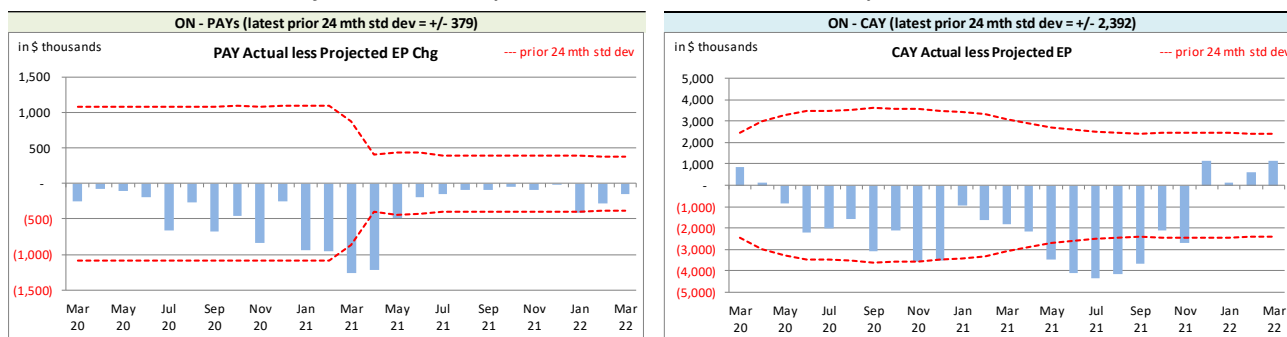 ON - PAYs (latest prior 24 mth std dev = +/- 379)
in $ thousands
PAY Actual less Projected EP Chg
--- prior 24 mth std dev
1,500
1,000
500
-
(500)
(1,000)
(1,500)
Mar May Jul Sep Nov Jan Mar May Jul Sep Nov Jan Mar
20 20 20 20 20 21 21 21 21 21 21 22 22
ON - CAY (latest prior 24 mth std dev = +/- 2,392)
in $ thousands
CAY Actual less Projected EP
--- prior 24 mth std dev
5,000
4,000
3,000
2,000
1,000
-
(1,000)
(2,000)
(3,000)
(4,000)
(5,000)
Mar May Jul Sep Nov Jan Mar May Jul Sep Nov Jan Mar
20 20 20 20 20 21 21 21 21 21 21 22 22